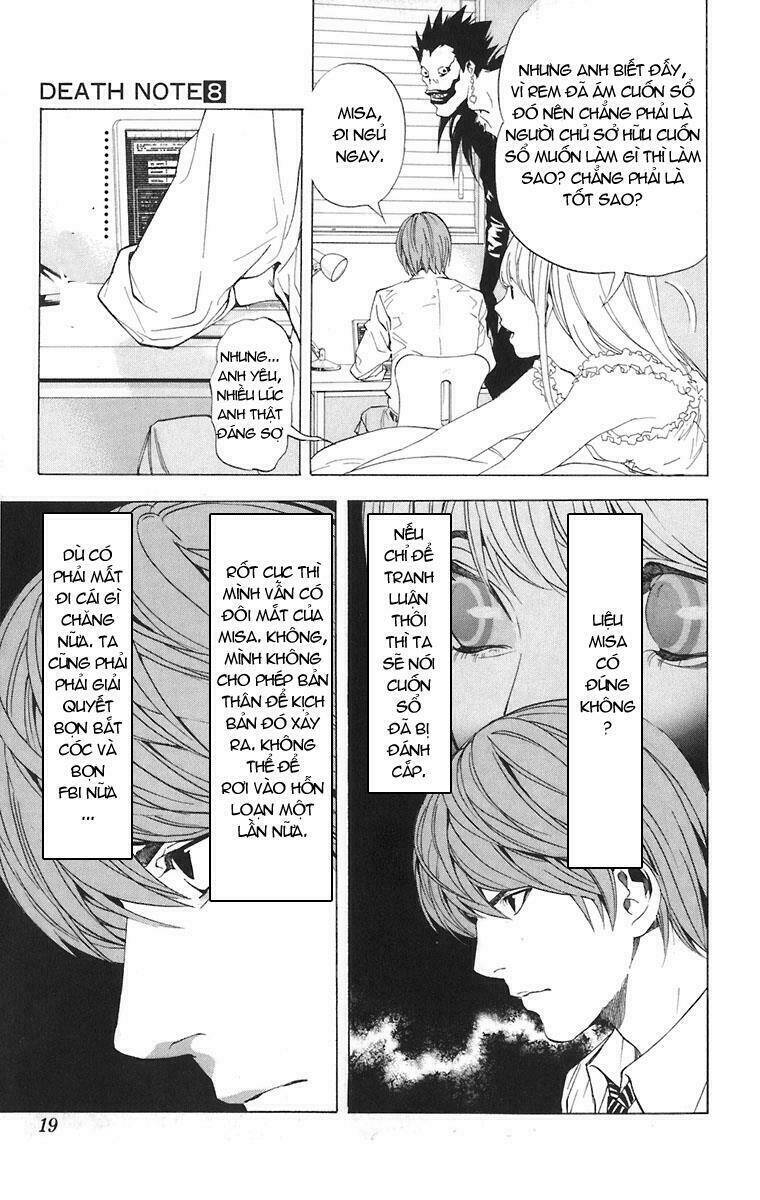 DEATH NOTE 8
NHƯNG ANH BIẾT ĐẤY,
VÌ REM ĐÃ ÁM CUỐN SỔ
ĐÓ NÊN CHẲNG PHẢI LÀ
NGƯỜI CHỦ SỞ HỮU CUỐN
SỔ MUỐN LÀM GÌ THÌ LÀM
SAO? CHẲNG PHẢI LÀ
TỐT SAO?
MISA,
ĐI NGỦ
NGAY.
NHƯNG...
ANH YÊU,
NHIỀU LÚC
ANH THẬT
ĐÁNG SỢ
LIỆU
MISA
CÓ
ĐÚNG
KHÔNG
?
NẾU
CHỈ ĐỂ
TRANH
LUẬN
THÔI
THÌ TA
SẼ NÓI
CUỐN
SỔ
ĐÃ BỊ
ĐÁNH
CẮP.
RỐT CỤC THÌ
MÌNH VẪN CÓ
ĐÔI MẮT CỦA
MISA. KHÔNG,
MÌNH KHÔNG
CHO PHÉP BẢN
THÂN ĐỂ KỊCH
BẢN ĐÓ XẢY
RA. KHÔNG
THỂ ĐỂ
RƠI VÀO HỖN
LOẠN MỘT
LẦN NỮA.
DÙ CÓ
PHẢI MẤT
ĐI CÁI GÌ
CHĂNG
NỮA. TA
CŨNG PHẢI
PHẢI GIẢI
QUYẾT
BỌN BẮT
CÓC VÀ
BỌN
FBI NỮA
...
19